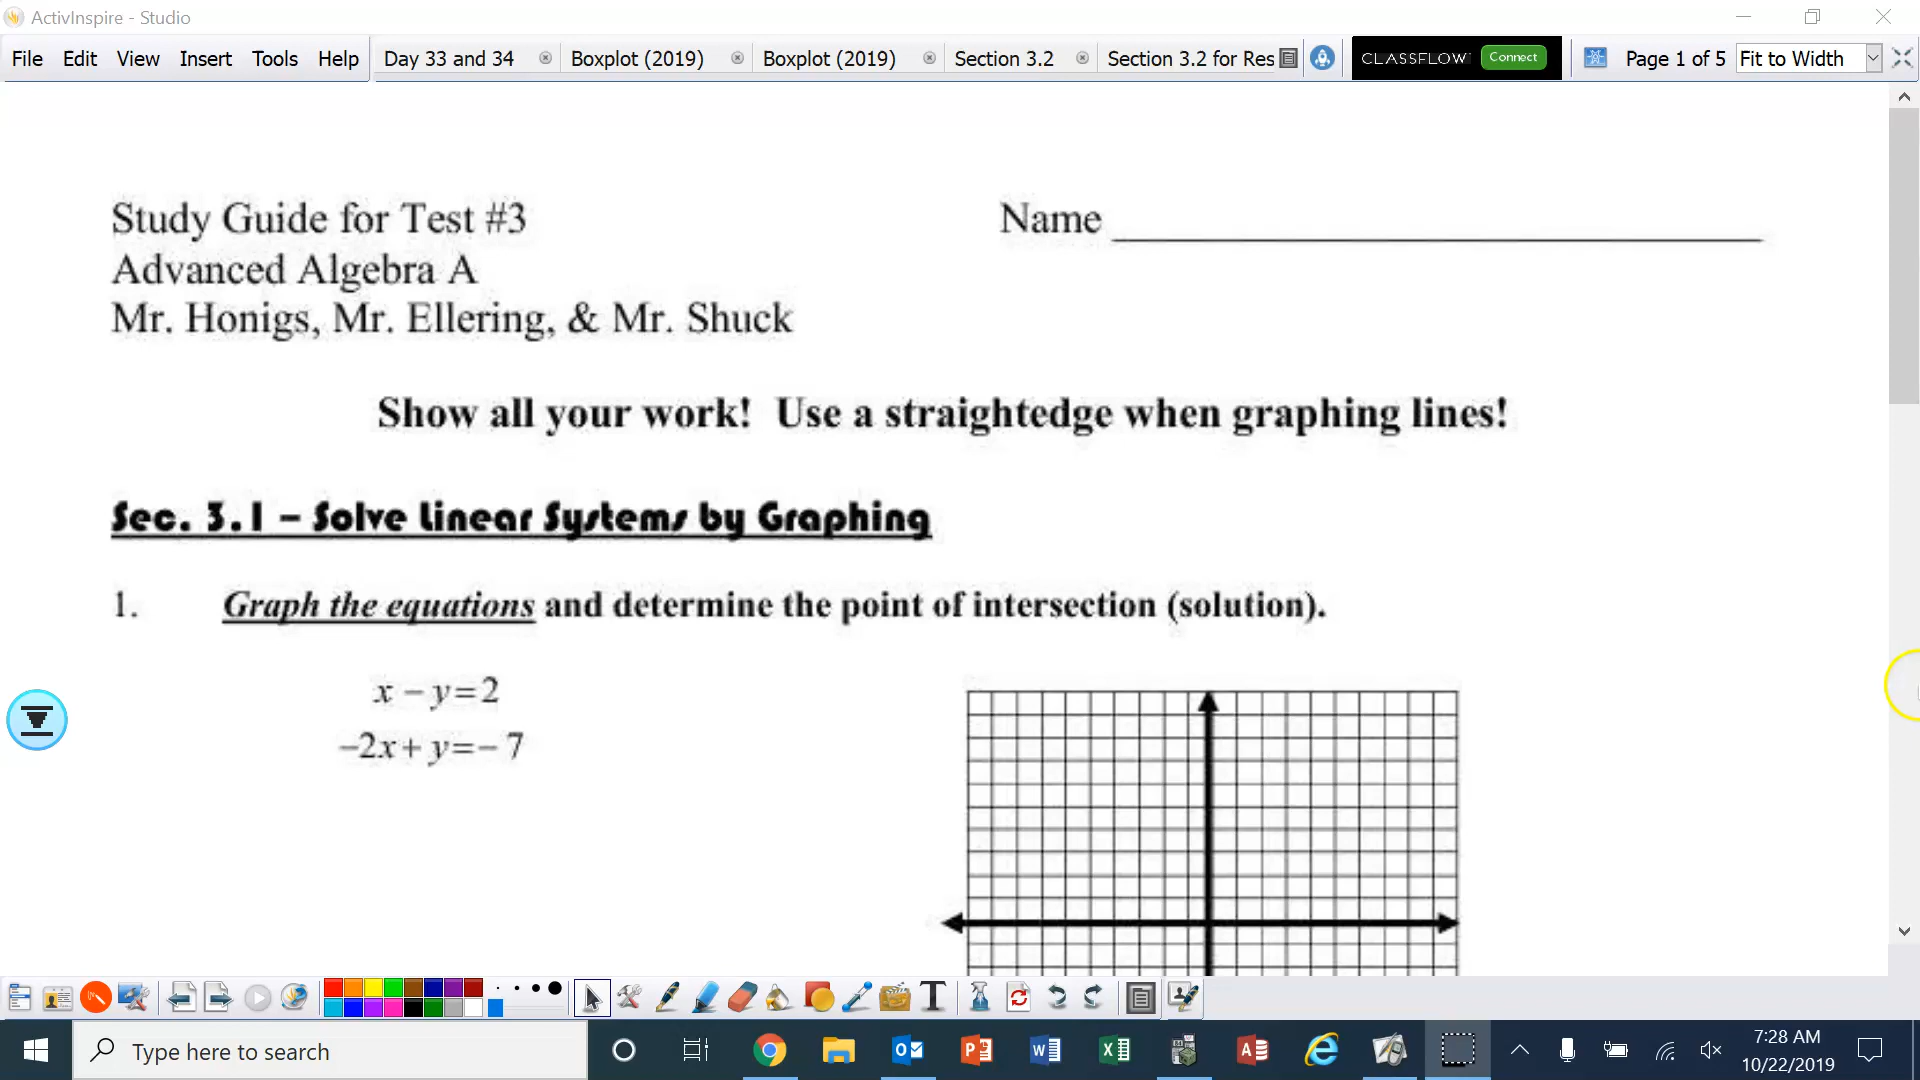 ActivInspire - Studio
File Edit View Insert Tools Help Day 33 and 34 Boxplot (2019) Boxplot (2019) Section 3.2 Section 3.2 for Res CLASSFLOW Connect Page 1 of 5 Fit to Width
Study Guide for Test #3 Name
Advanced Algebra A
Mr. Honigs, Mr. Ellering, & Mr. Shuck
Show all your work! Use a straightedge when graphing lines!
Sec. 3.1 – Solve Linear Systems by Graphing
1. Graph the equations and determine the point of intersection (solution).
x – y=2
–2x+ y=– 7
Type here to search
7:28 AM
10/22/2019